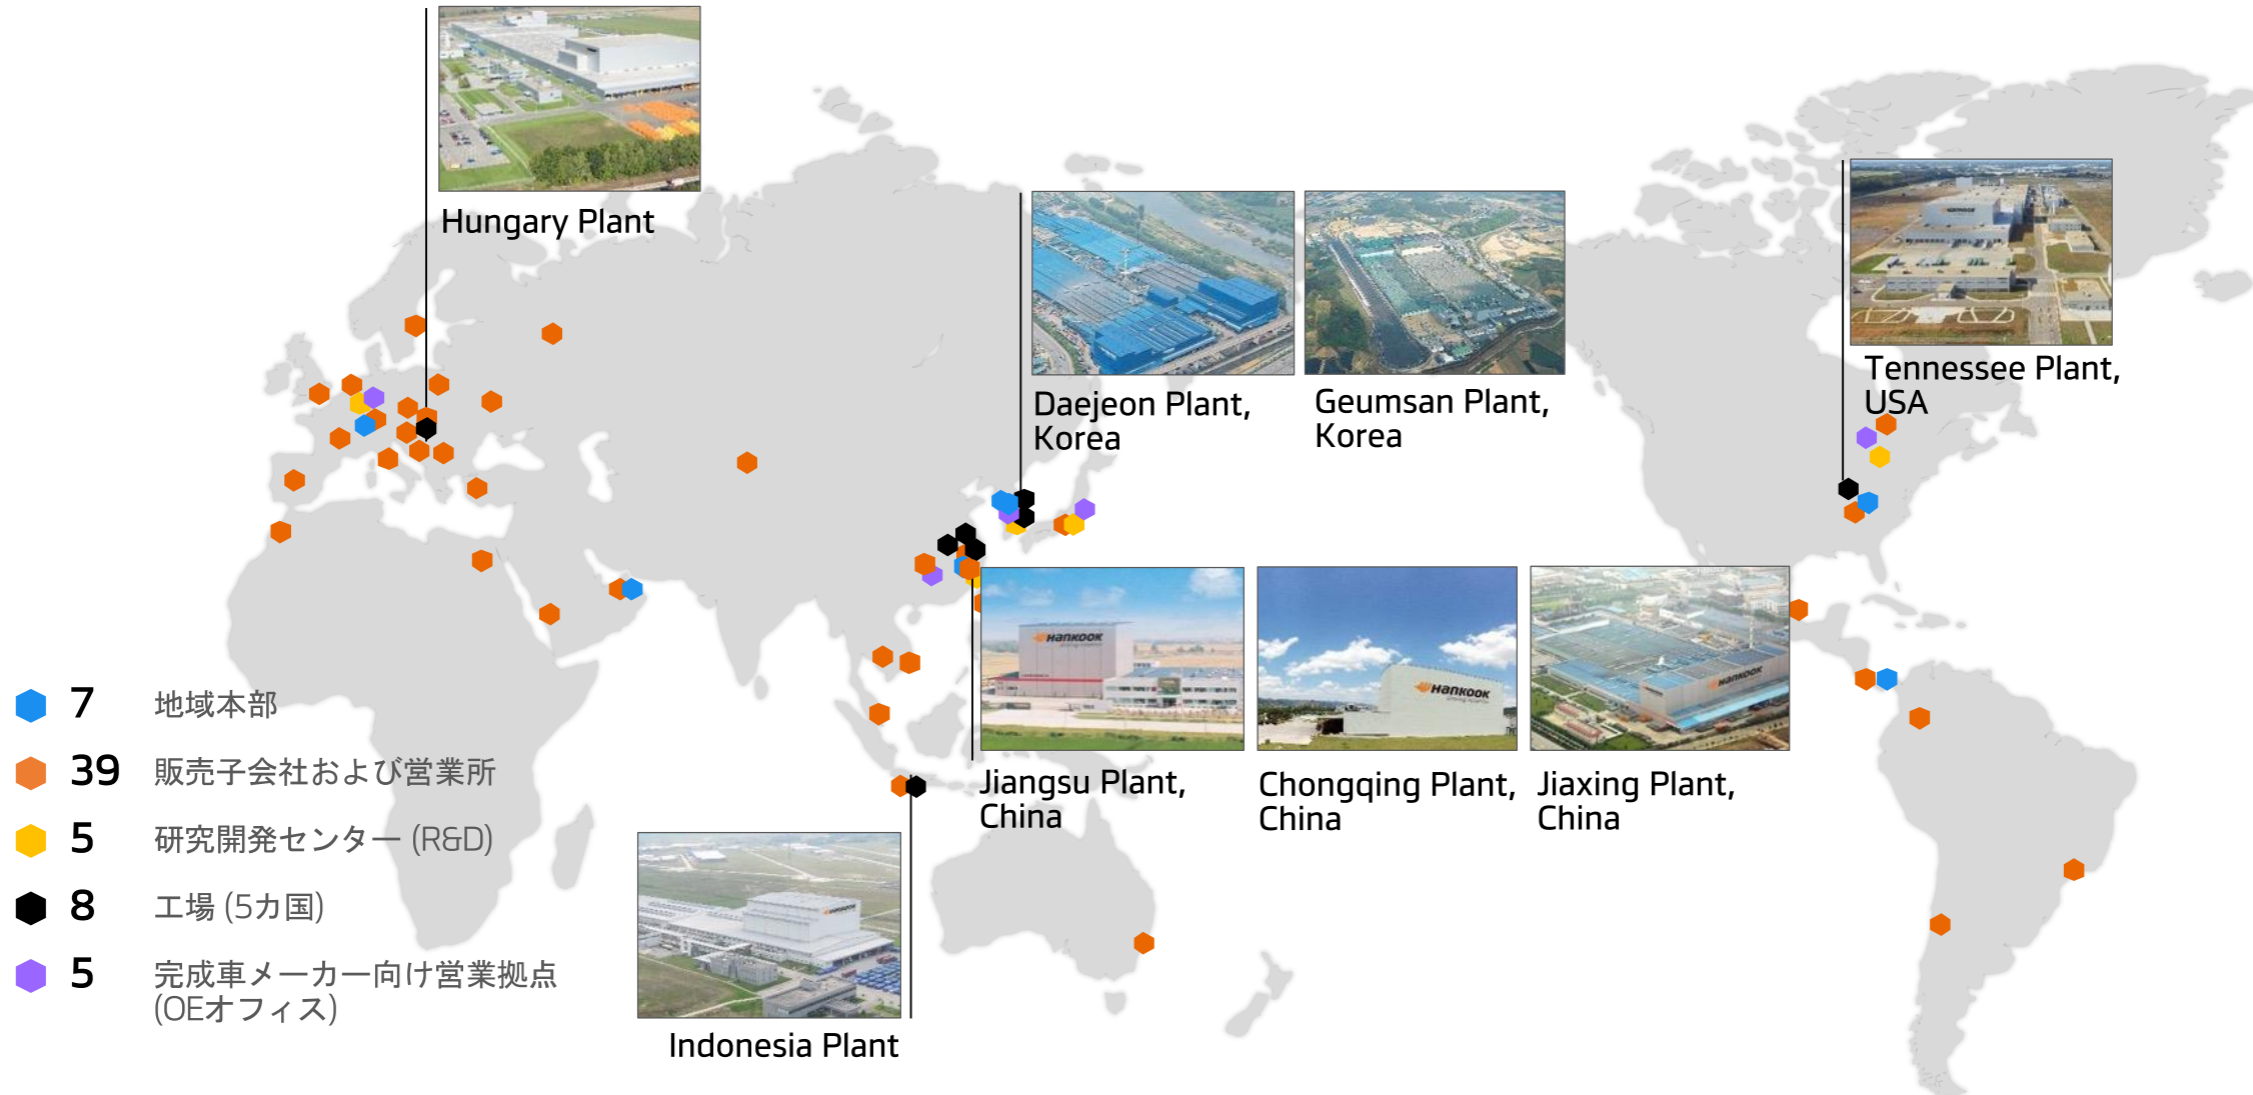 Hungary Plant
Daejeon Plant,
Korea
Geumsan Plant,
Korea
Tennessee Plant,
USA
HANKOOK
HANKOOK
HANKOOK
Jiangsu Plant,
China
Chongqing Plant,
China
Jiaxing Plant,
China
Indonesia Plant
7 地域本部
39 販売子会社および営業所
5 研究開発センター (R&D)
8 工場 (5カ国)
5 完成車メーカー向け営業拠点
(OEオフィス)